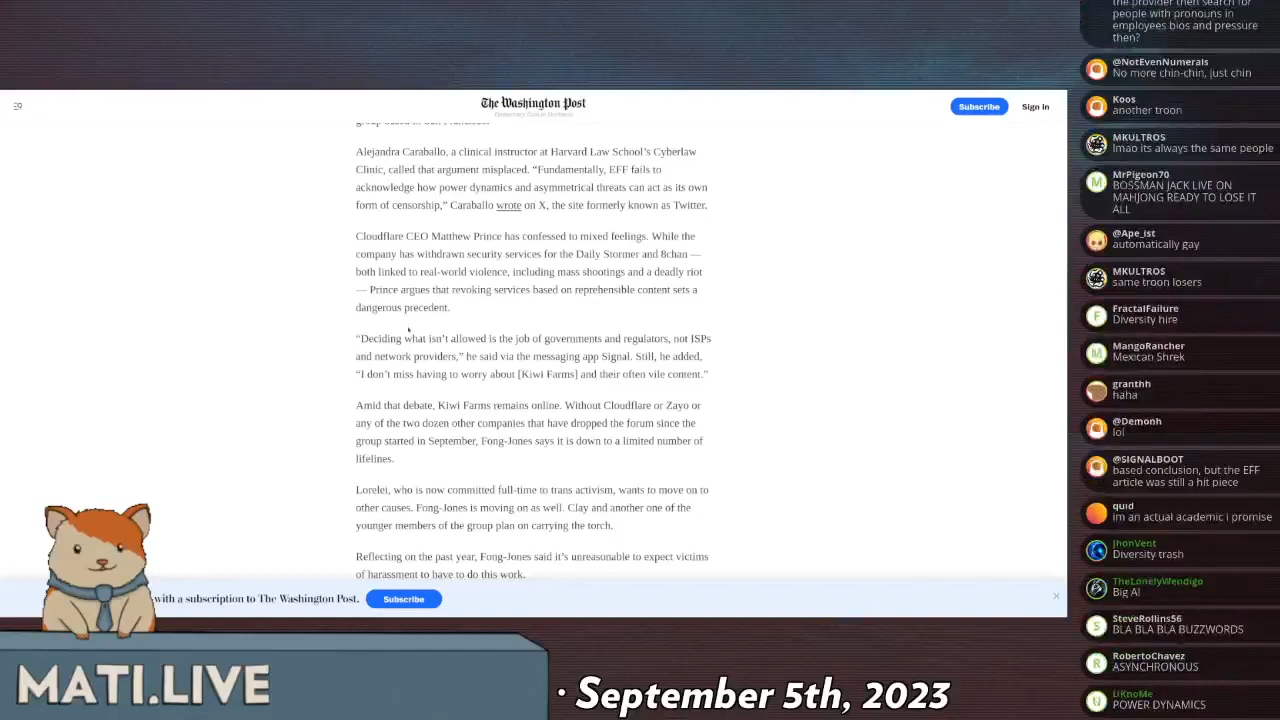 The Washington Post
Democracy Dies in Darkness
Subscribe
Sign in
Alejandra Caraballo, a clinical instructor at Harvard Law School’s Cyberlaw
Clinic, called that argument misplaced. “Fundamentally, EFF fails to
acknowledge how power dynamics and asymmetrical threats can act as its own
form of censorship,” Caraballo wrote on X, the site formerly known as Twitter.
Cloudflare CEO Matthew Prince has confessed to mixed feelings. While the
company has withdrawn security services for the Daily Stormer and 8chan —
both linked to real-world violence, including mass shootings and a deadly riot
— Prince argues that revoking services based on reprehensible content sets a
dangerous precedent.
“Deciding what isn’t allowed is the job of governments and regulators, not ISPs
and network providers,” he said via the messaging app Signal. Still, he added,
“I don’t miss having to worry about [Kiwi Farms] and their often vile content.”
Amid that debate, Kiwi Farms remains online. Without Cloudflare or Zayo or
any of the two dozen other companies that have dropped the forum since the
group started in September, Fong-Jones says it is down to a limited number of
lifelines.
Lorelei, who is now committed full-time to trans activism, wants to move on to
other causes. Fong-Jones is moving on as well. Clay and another one of the
younger members of the group plan on carrying the torch.
Reflecting on the past year, Fong-Jones said it’s unreasonable to expect victims
of harassment to have to do this work.
with a subscription to The Washington Post.
Subscribe
MATI.LIVE
· September 5th, 2023
the provider then search for
people with pronouns in
employees bios and pressure
then?
@NotEvenNumerals
No more chin-chin, just chin
Koos
another troon
MKULTROS
lmao its always the same people
MrPigeon70
BOSSMAN JACK LIVE ON
MAHJONG READY TO LOSE IT
ALL
@Ape_Ist
automatically gay
MKULTROS
same troon losers
FractalFailure
Diversity hire
MangoRancher
Mexican Shrek
granthh
haha
@Demonh
lol
@SIGNALBOOT
based conclusion, but the EFF
article was still a hit piece
quid
im an actual academic i promise
JhonVent
Diversity trash
TheLonelyWendigo
Big AI
SteveRollins56
BLA BLA BLA BUZZWORDS
RobertoChavez
ASYNCHRONOUS
UKnoMe
POWER DYNAMICS